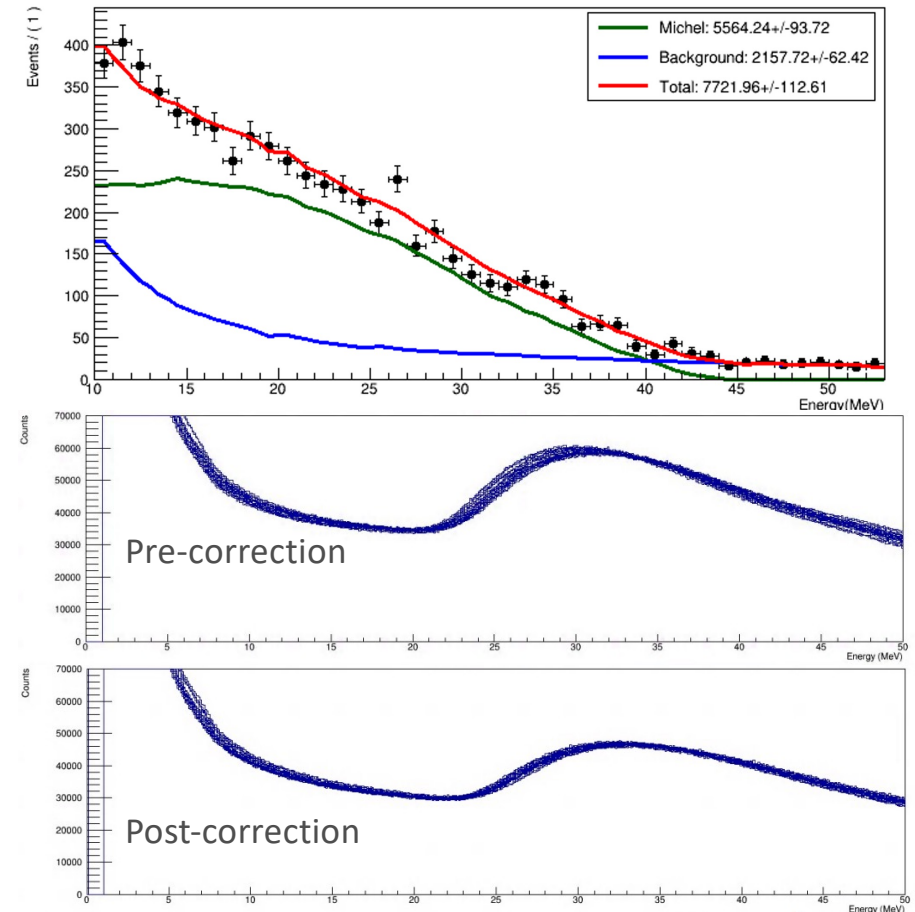 Events / ( 1 )
400
350
300
250
200
150
100
50
0
Michel: 5564.24+/-93.72
Background: 2157.72+/-62.42
Total: 7721.96+/-112.61
10 15 20 25 30 35 40 45 50
Energy(MeV)
Counts
70000
60000
50000
40000
30000
20000
10000
0
Pre-correction
0 5 10 15 20 25 30 35 40 45 50
Energy (MeV)
Counts
70000
60000
50000
40000
30000
20000
10000
0
Post-correction
0 5 10 15 20 25 30 35 40 45 50
Energy (MeV)